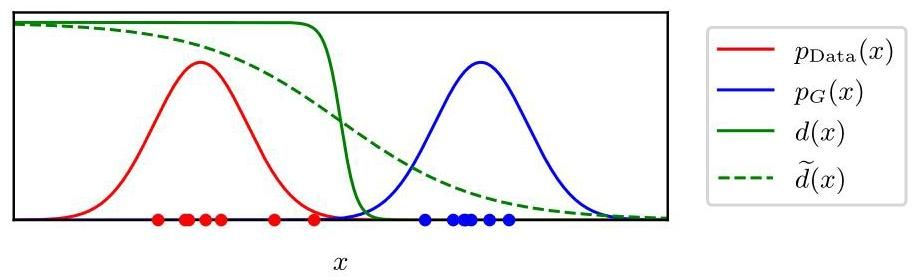 p_Data(x)
p_G(x)
d(x)
d̃(x)
x